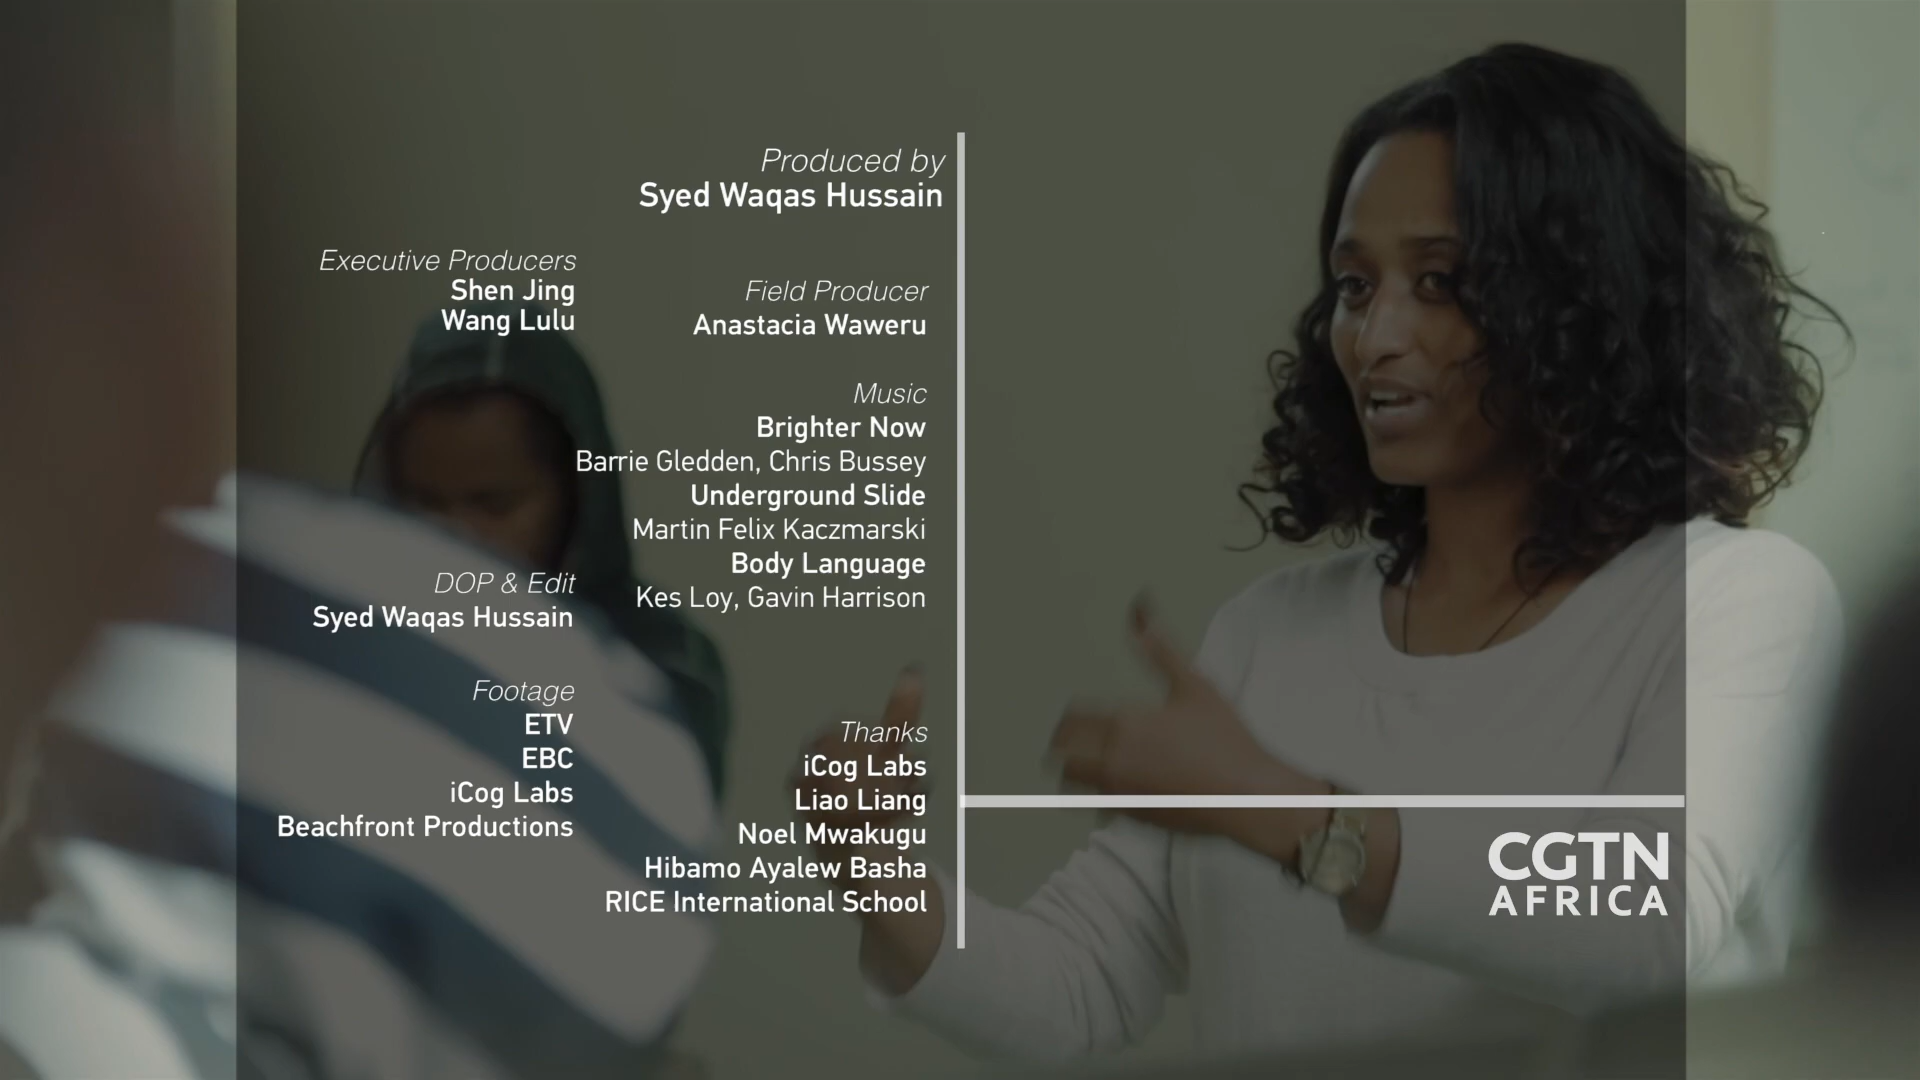 Produced by
Syed Waqas Hussain
Executive Producers
Shen Jing
Wang Lulu
Field Producer
Anastacia Waweru
Music
Brighter Now
Barrie Gledden, Chris Bussey
Underground Slide
Martin Felix Kaczmarski
Body Language
Kes Loy, Gavin Harrison
DOP & Edit
Syed Waqas Hussain
Footage
ETV
EBC
iCog Labs
Beachfront Productions
Thanks
iCog Labs
Liao Liang
Noel Mwakugu
Hibamo Ayalew Basha
RICE International School
CGTN
AFRICA